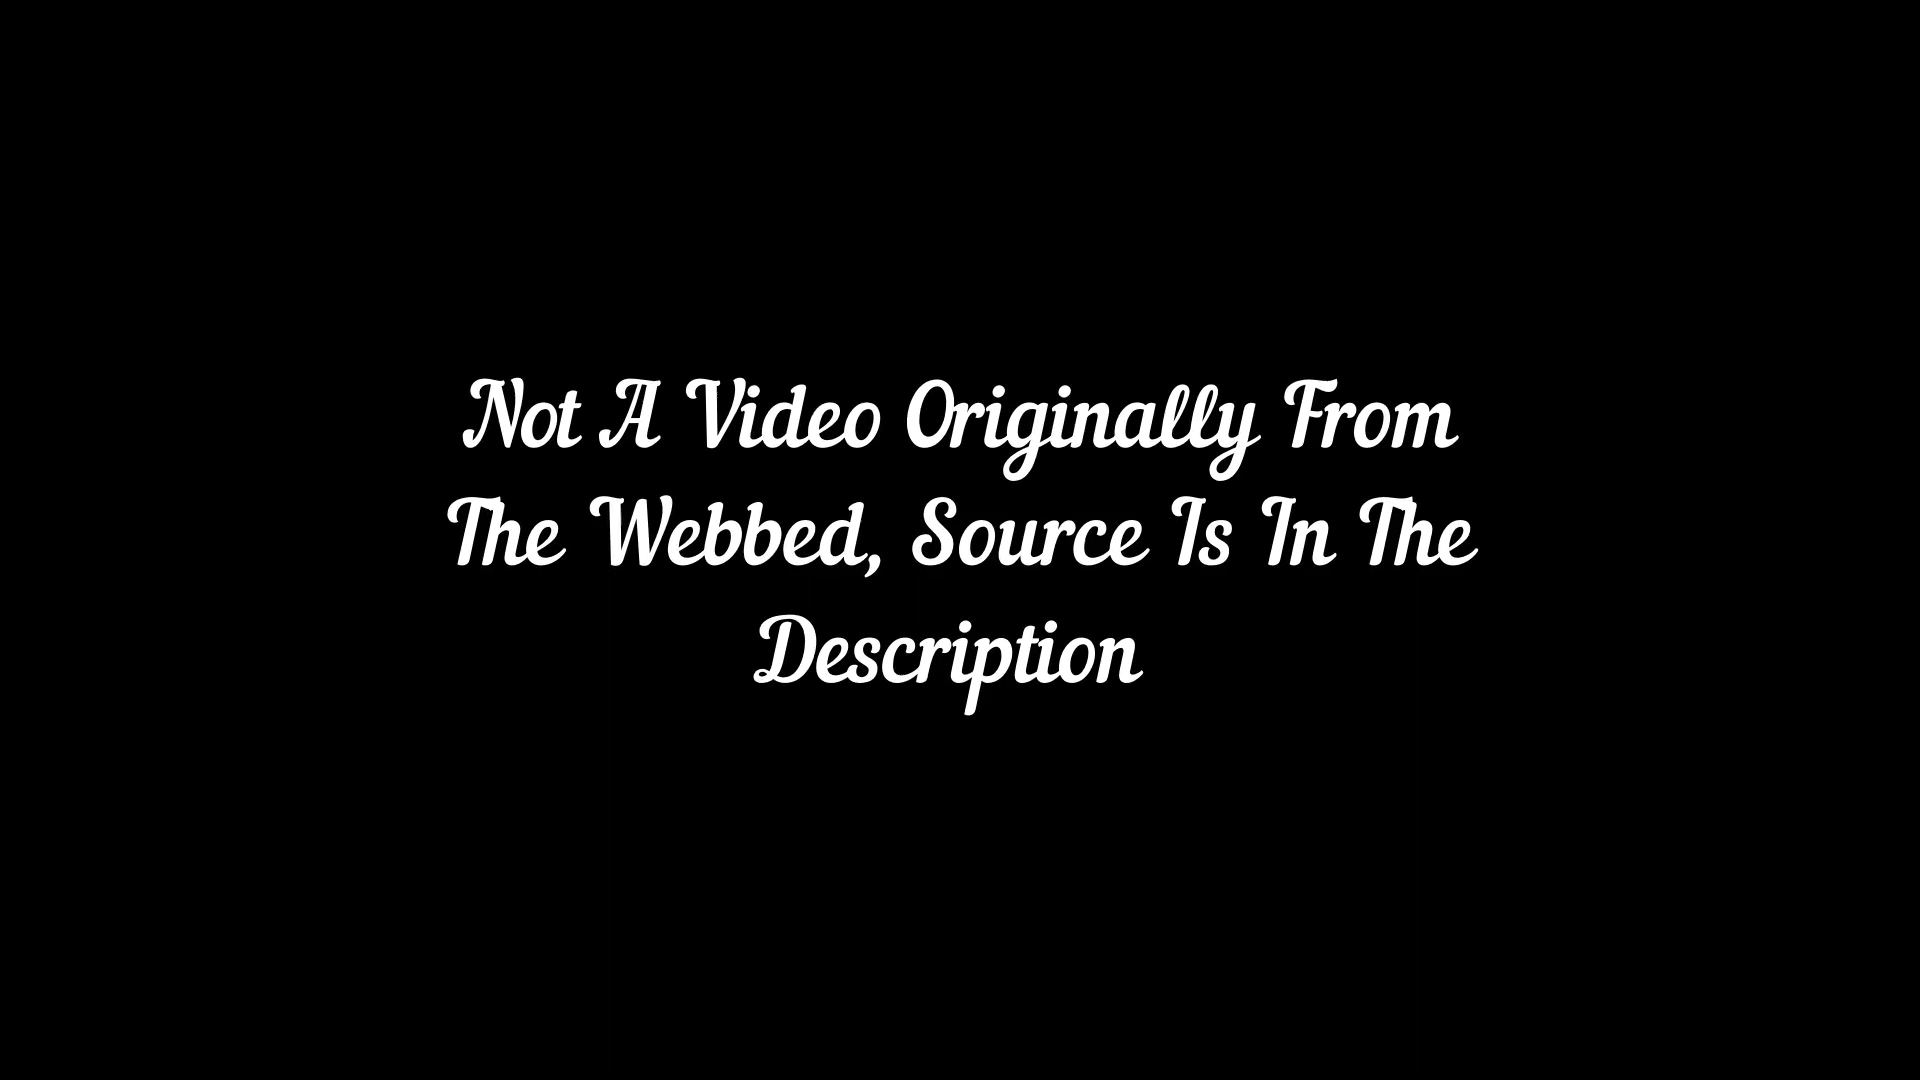 Not A Video Originally From
The Webbed, Source Is In The
Description